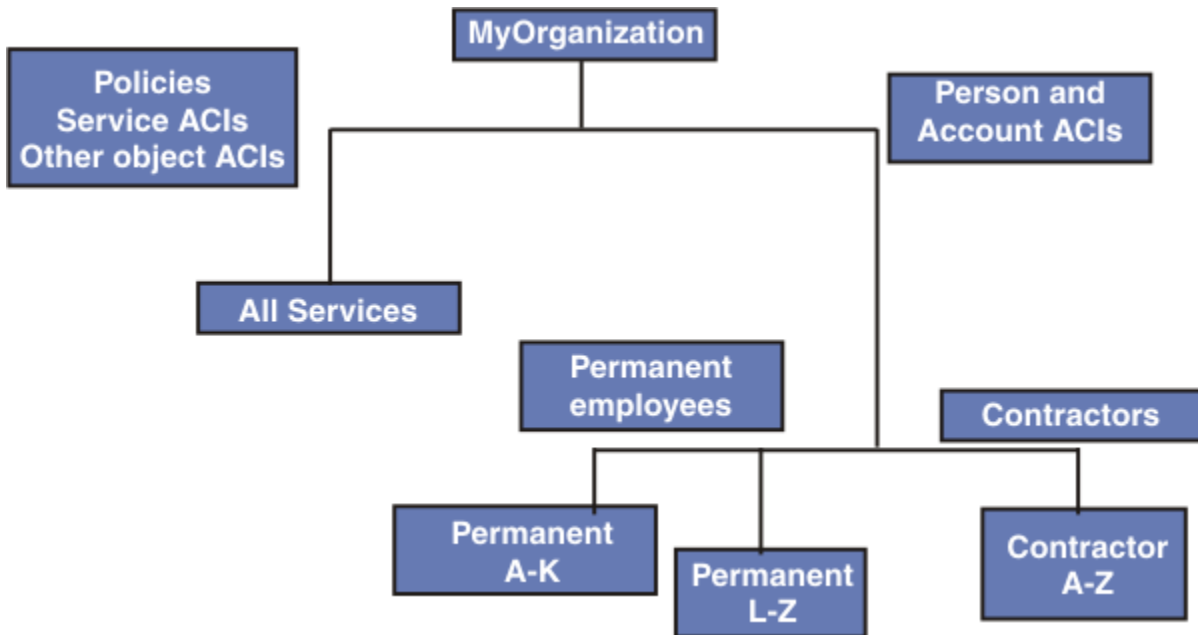 MyOrganization
Policies
Service ACIs
Other object ACIs
Person and
Account ACIs
All Services
Permanent
employees
Contractors
Permanent
A-K
Permanent
L-Z
Contractor
A-Z